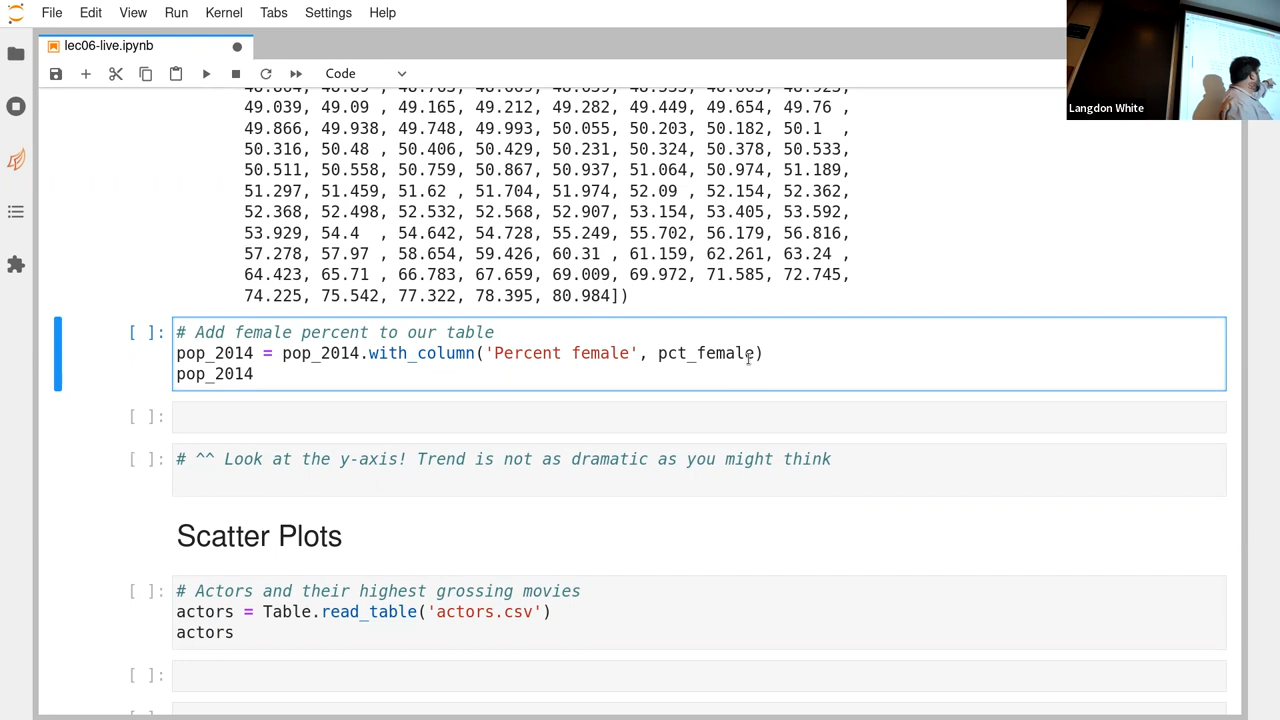 File Edit View Run Kernel Tabs Settings Help
lec06-live.ipynb
Code
Langdon White
49.039, 49.09 , 49.165, 49.212, 49.282, 49.449, 49.654, 49.76 ,
49.866, 49.938, 49.748, 49.993, 50.055, 50.203, 50.182, 50.1 ,
50.316, 50.48 , 50.406, 50.429, 50.231, 50.324, 50.378, 50.533,
50.511, 50.558, 50.759, 50.867, 50.937, 51.064, 50.974, 51.189,
51.297, 51.459, 51.62 , 51.704, 51.974, 52.09 , 52.154, 52.362,
52.368, 52.498, 52.532, 52.568, 52.907, 53.154, 53.405, 53.592,
53.929, 54.4 , 54.642, 54.728, 55.249, 55.702, 56.179, 56.816,
57.278, 57.97 , 58.654, 59.426, 60.31 , 61.159, 62.261, 63.24 ,
64.423, 65.71 , 66.783, 67.659, 69.009, 69.972, 71.585, 72.745,
74.225, 75.542, 77.322, 78.395, 80.984])
[ ]: # Add female percent to our table
pop_2014 = pop_2014.with_column('Percent female', pct_female)
pop_2014
[ ]:
[ ]: # ^^ Look at the y-axis! Trend is not as dramatic as you might think
Scatter Plots
[ ]: # Actors and their highest grossing movies
actors = Table.read_table('actors.csv')
actors
[ ]: